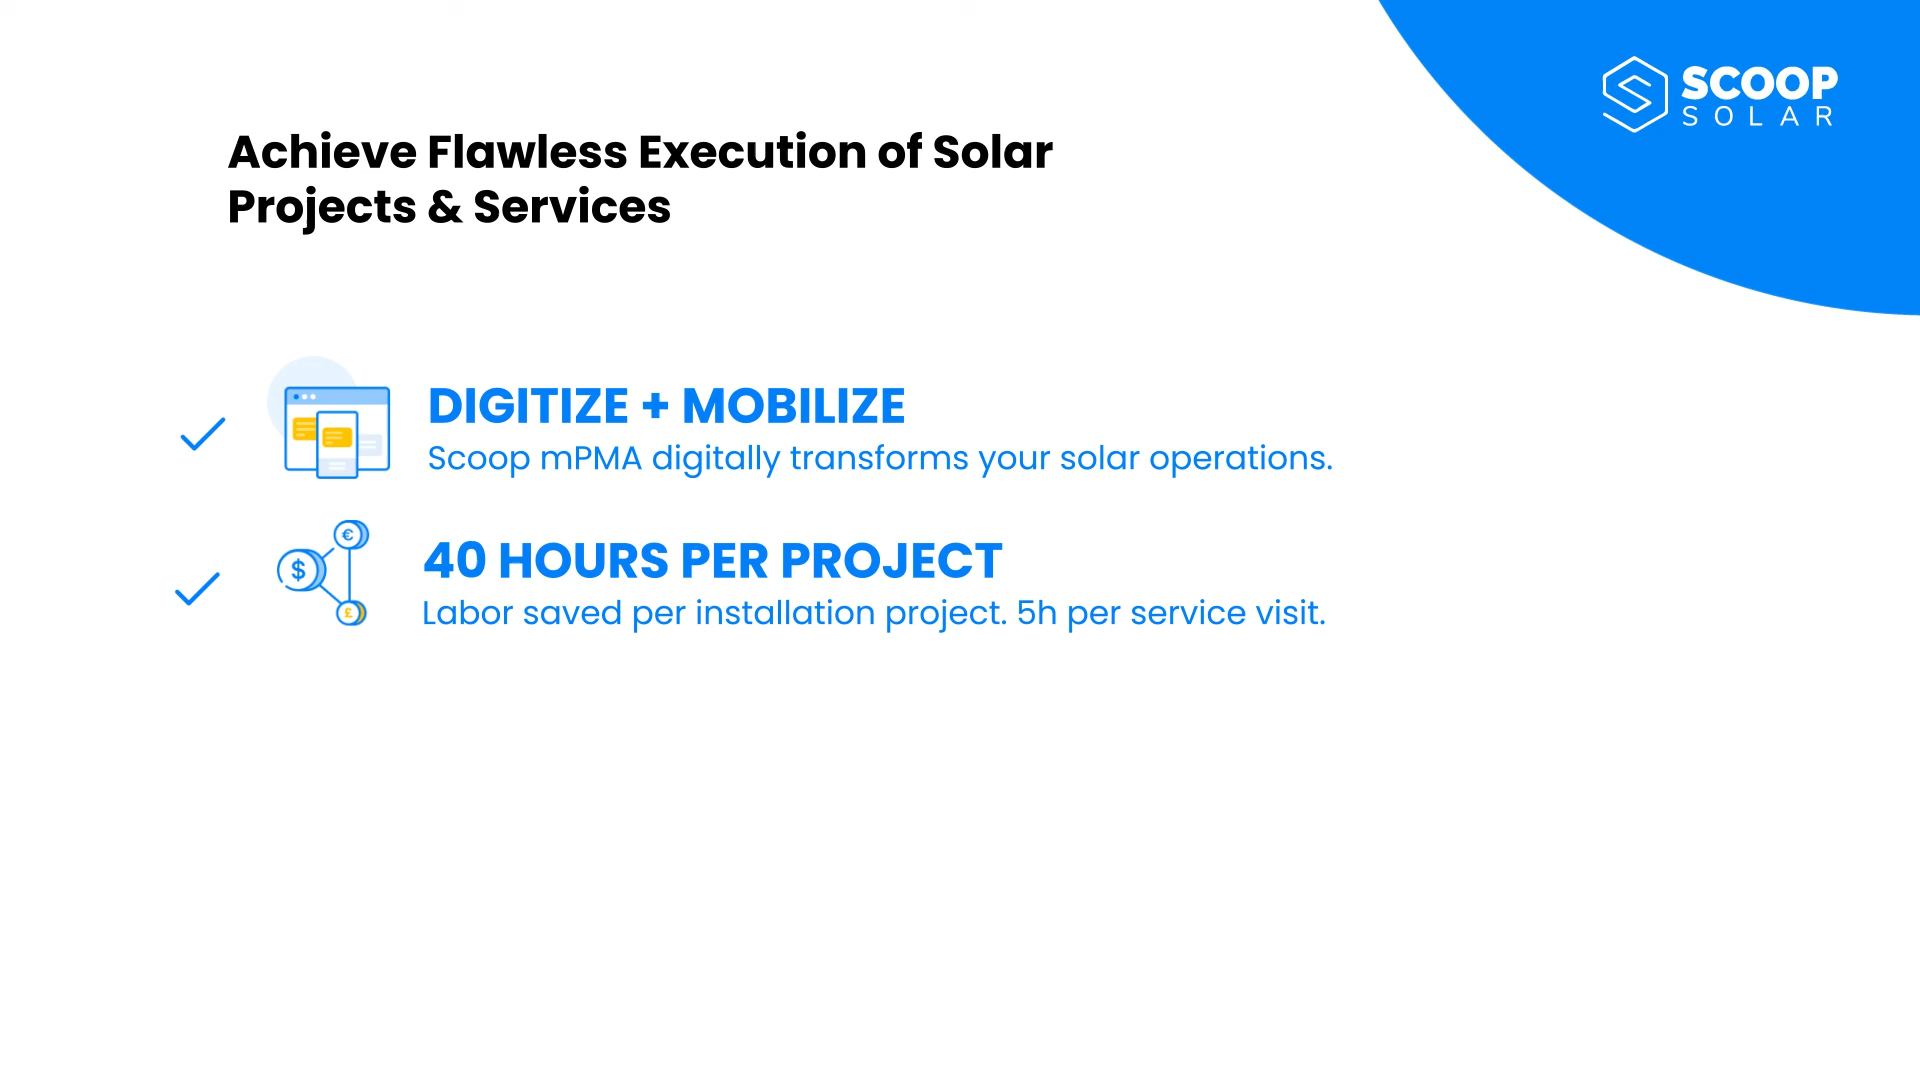 SCOOP
SOLAR
Achieve Flawless Execution of Solar
Projects & Services
DIGITIZE + MOBILIZE
Scoop mPMA digitally transforms your solar operations.
€
$
£
40 HOURS PER PROJECT
Labor saved per installation project. 5h per service visit.